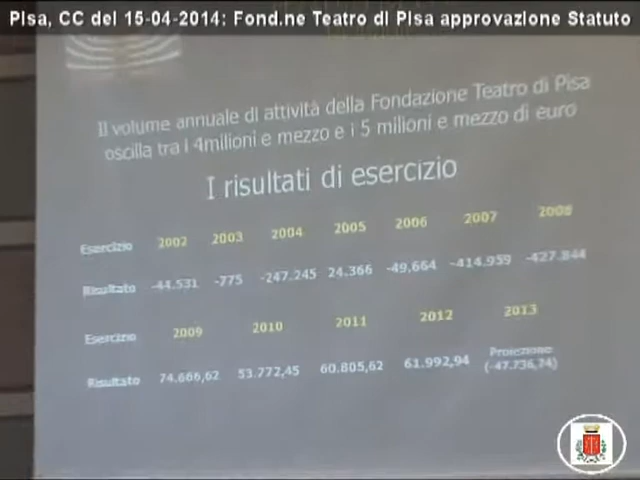 Pisa, CC del 15-04-2014: Fond.ne Teatro di Pisa approvazione Statuto
Il volume annuale di attività della Fondazione Teatro di Pisa
oscilla tra i 4milioni e mezzo e i 5 milioni e mezzo di euro
I risultati di esercizio
Esercizio 2002 2003 2004 2005 2006 2007 2008
Risultato -44.531 -775 -247.245 24.366 -49,664 -414.959 -427.844
Esercizio 2009 2010 2011 2012 2013
Risultato 74.666,62 53.772,45 60.805,62 61.992,94 Proiezione (-47.736,74)